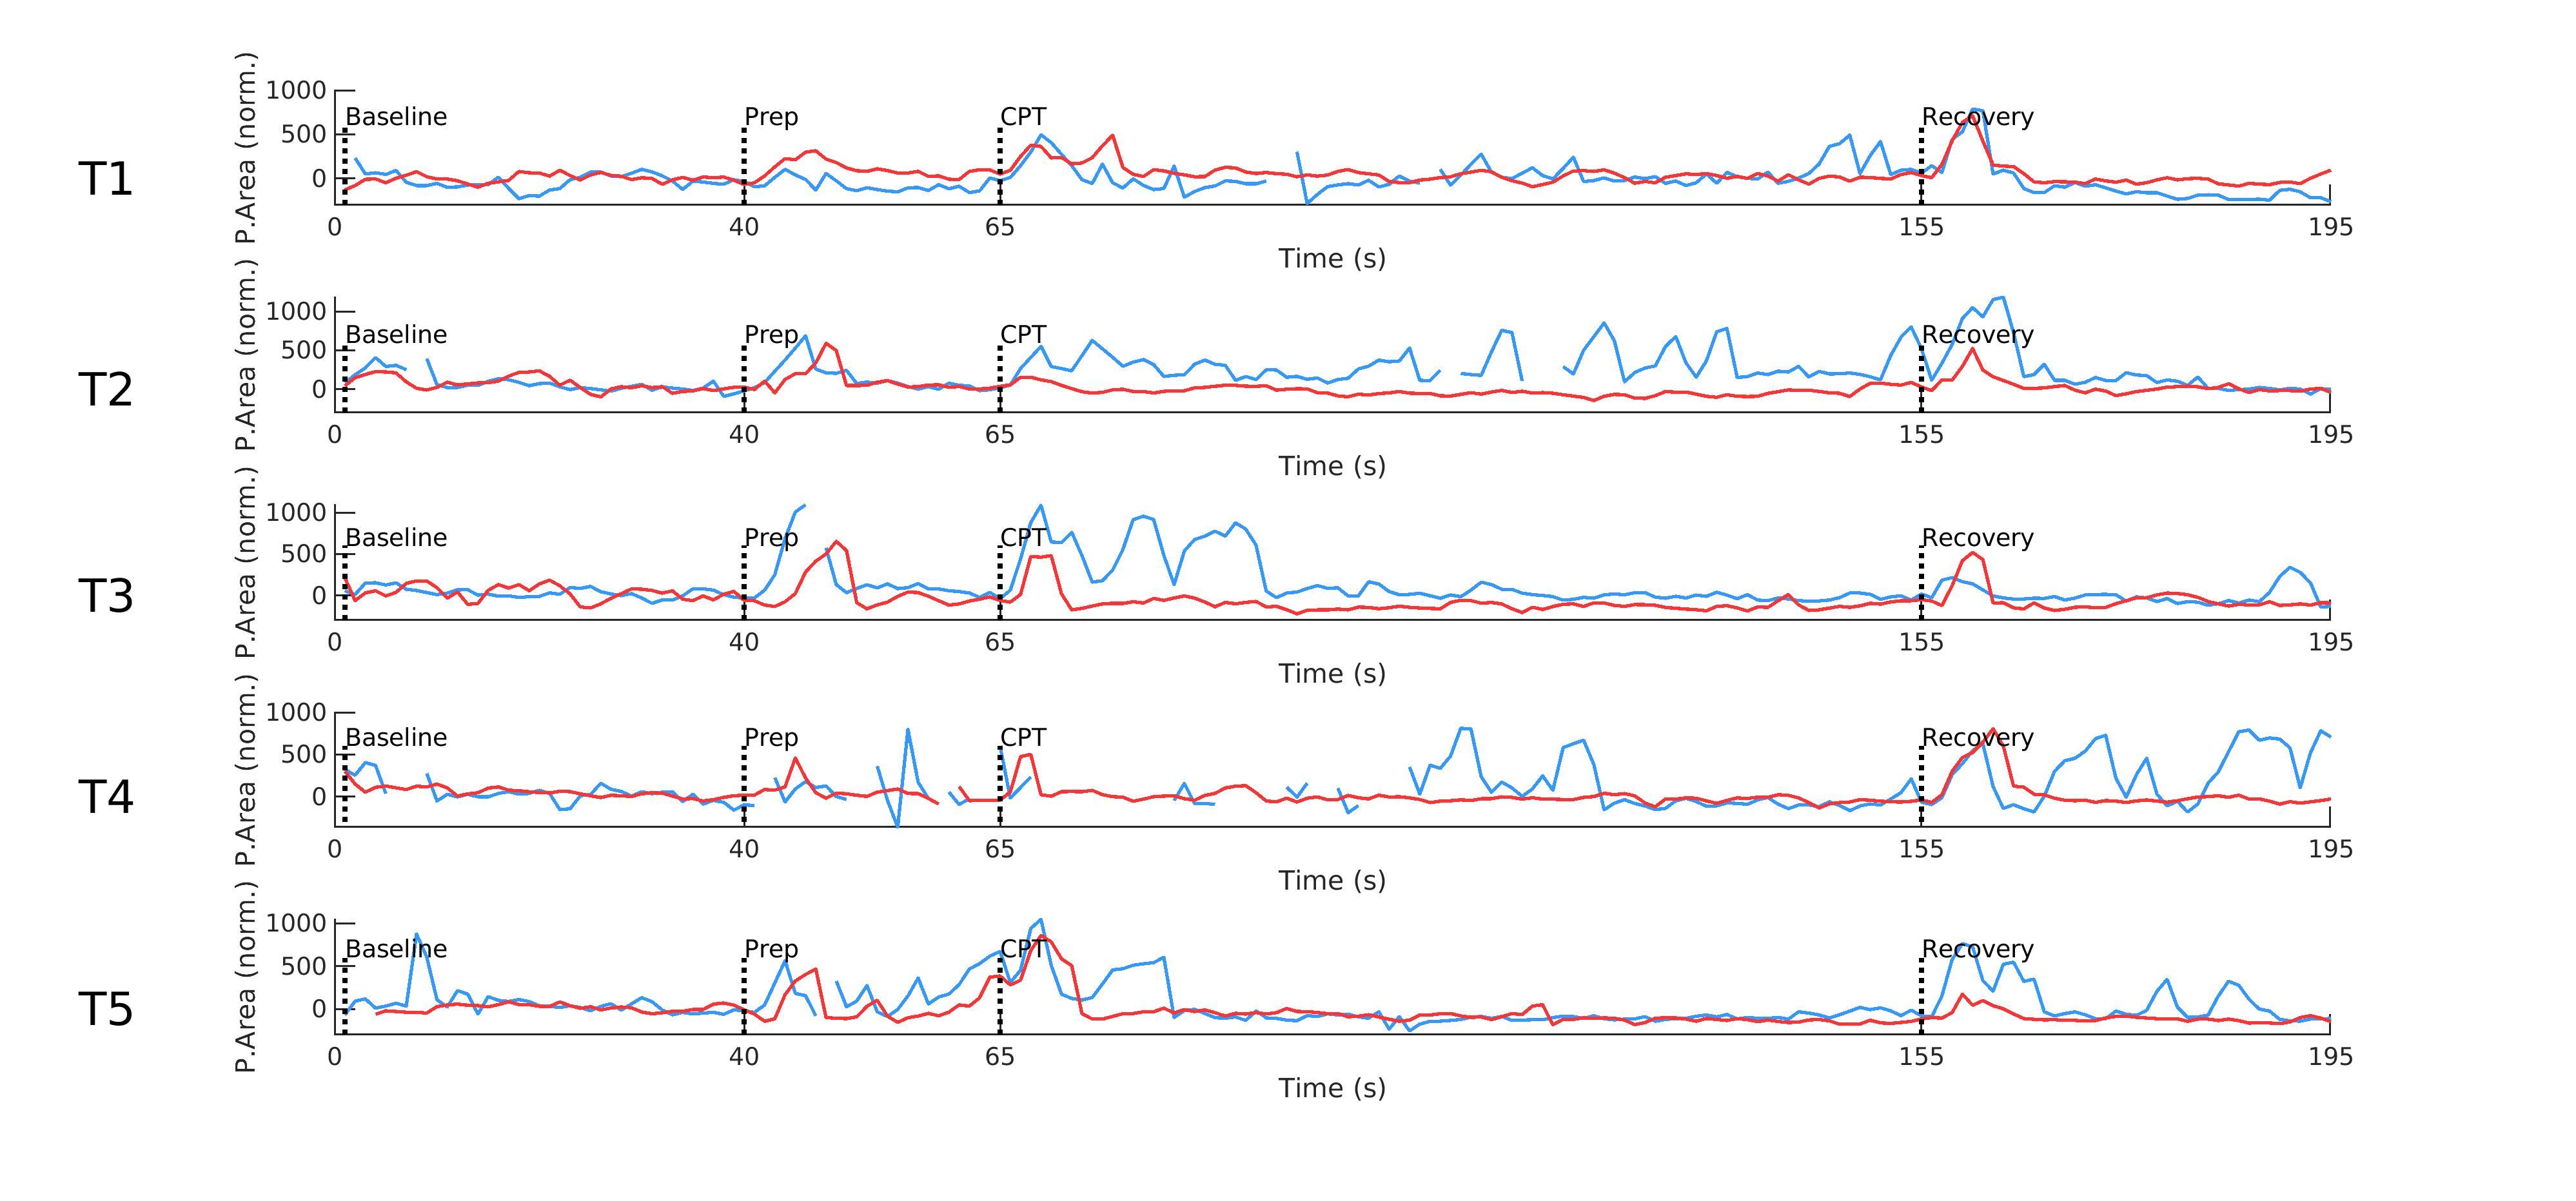 T1
P.Area (norm.)
1000
500
0
Baseline
Prep
CPT
Recovery
0 40 65 155 195
Time (s)
T2
P.Area (norm.)
1000
500
0
Baseline
Prep
CPT
Recovery
0 40 65 155 195
Time (s)
T3
P.Area (norm.)
1000
500
0
Baseline
Prep
CPT
Recovery
0 40 65 155 195
Time (s)
T4
P.Area (norm.)
1000
500
0
Baseline
Prep
CPT
Recovery
0 40 65 155 195
Time (s)
T5
P.Area (norm.)
1000
500
0
Baseline
Prep
CPT
Recovery
0 40 65 155 195
Time (s)